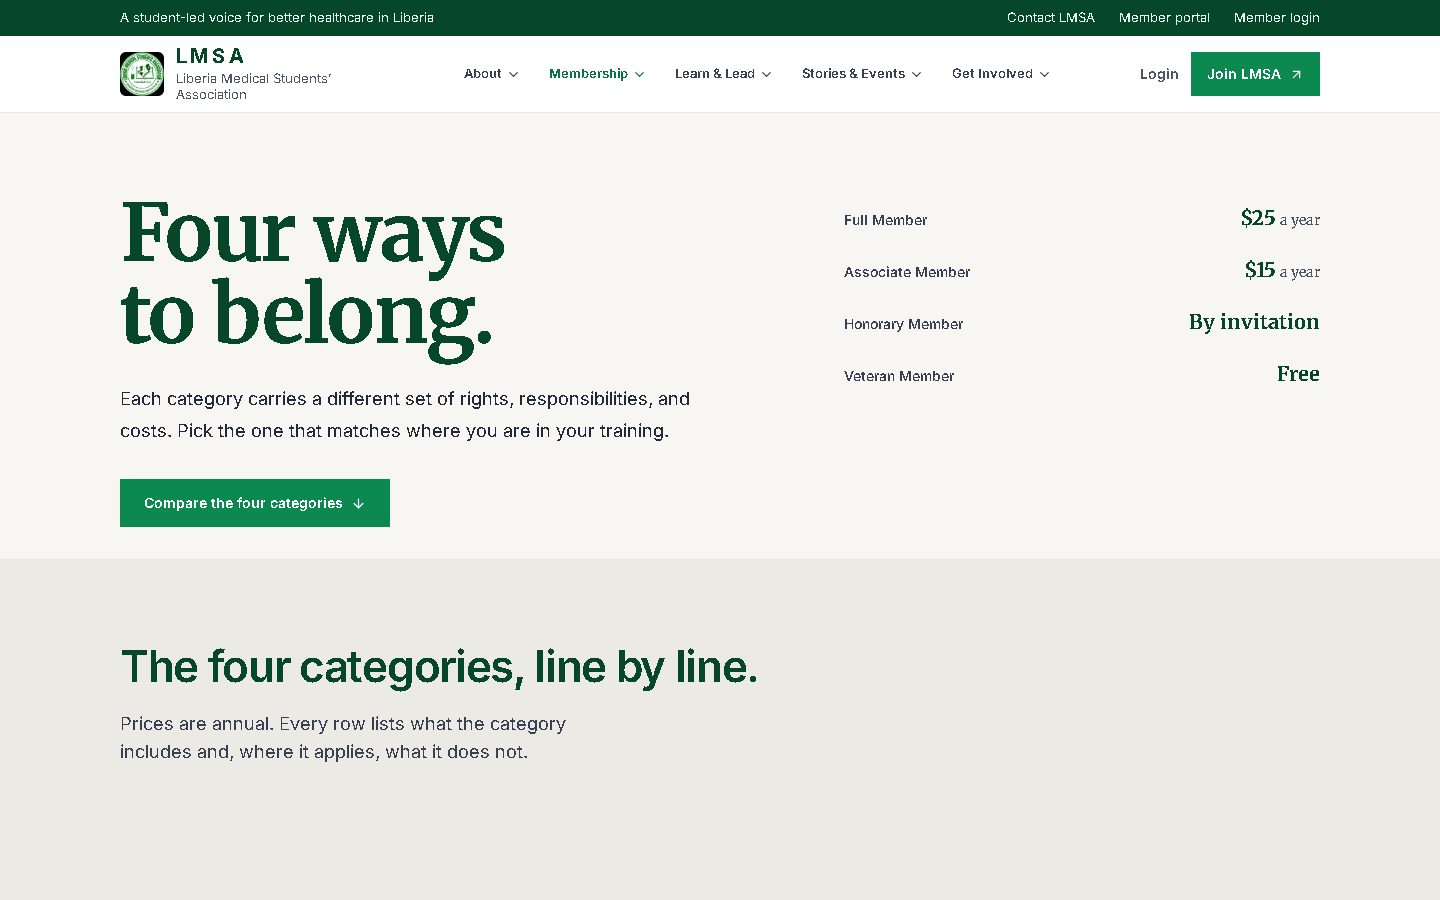 A student-led voice for better healthcare in Liberia
Contact LMSA
Member portal
Member login
LMSA
Liberia Medical Students'
Association
About
Membership
Learn & Lead
Stories & Events
Get Involved
Login
Join LMSA
Four ways
to belong.
Each category carries a different set of rights, responsibilities, and
costs. Pick the one that matches where you are in your training.
Compare the four categories
Full Member
$25 a year
Associate Member
$15 a year
Honorary Member
By invitation
Veteran Member
Free
The four categories, line by line.
Prices are annual. Every row lists what the category
includes and, where it applies, what it does not.